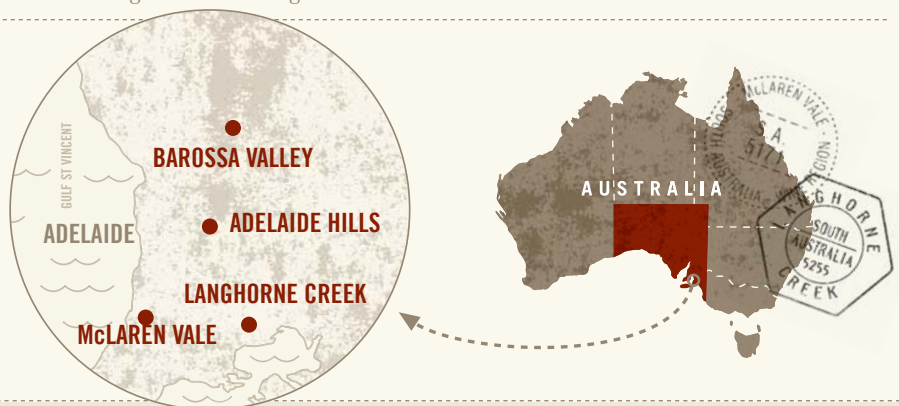 BAROSSA VALLEY
GULF ST VINCENT
ADELAIDE
ADELAIDE HILLS
LANGHORNE CREEK
McLAREN VALE
AUSTRALIA
McLAREN VALE
S.A.
5171
AUSTRALIA
LANGHORNE
SOUTH
AUSTRALIA
5255
CREEK